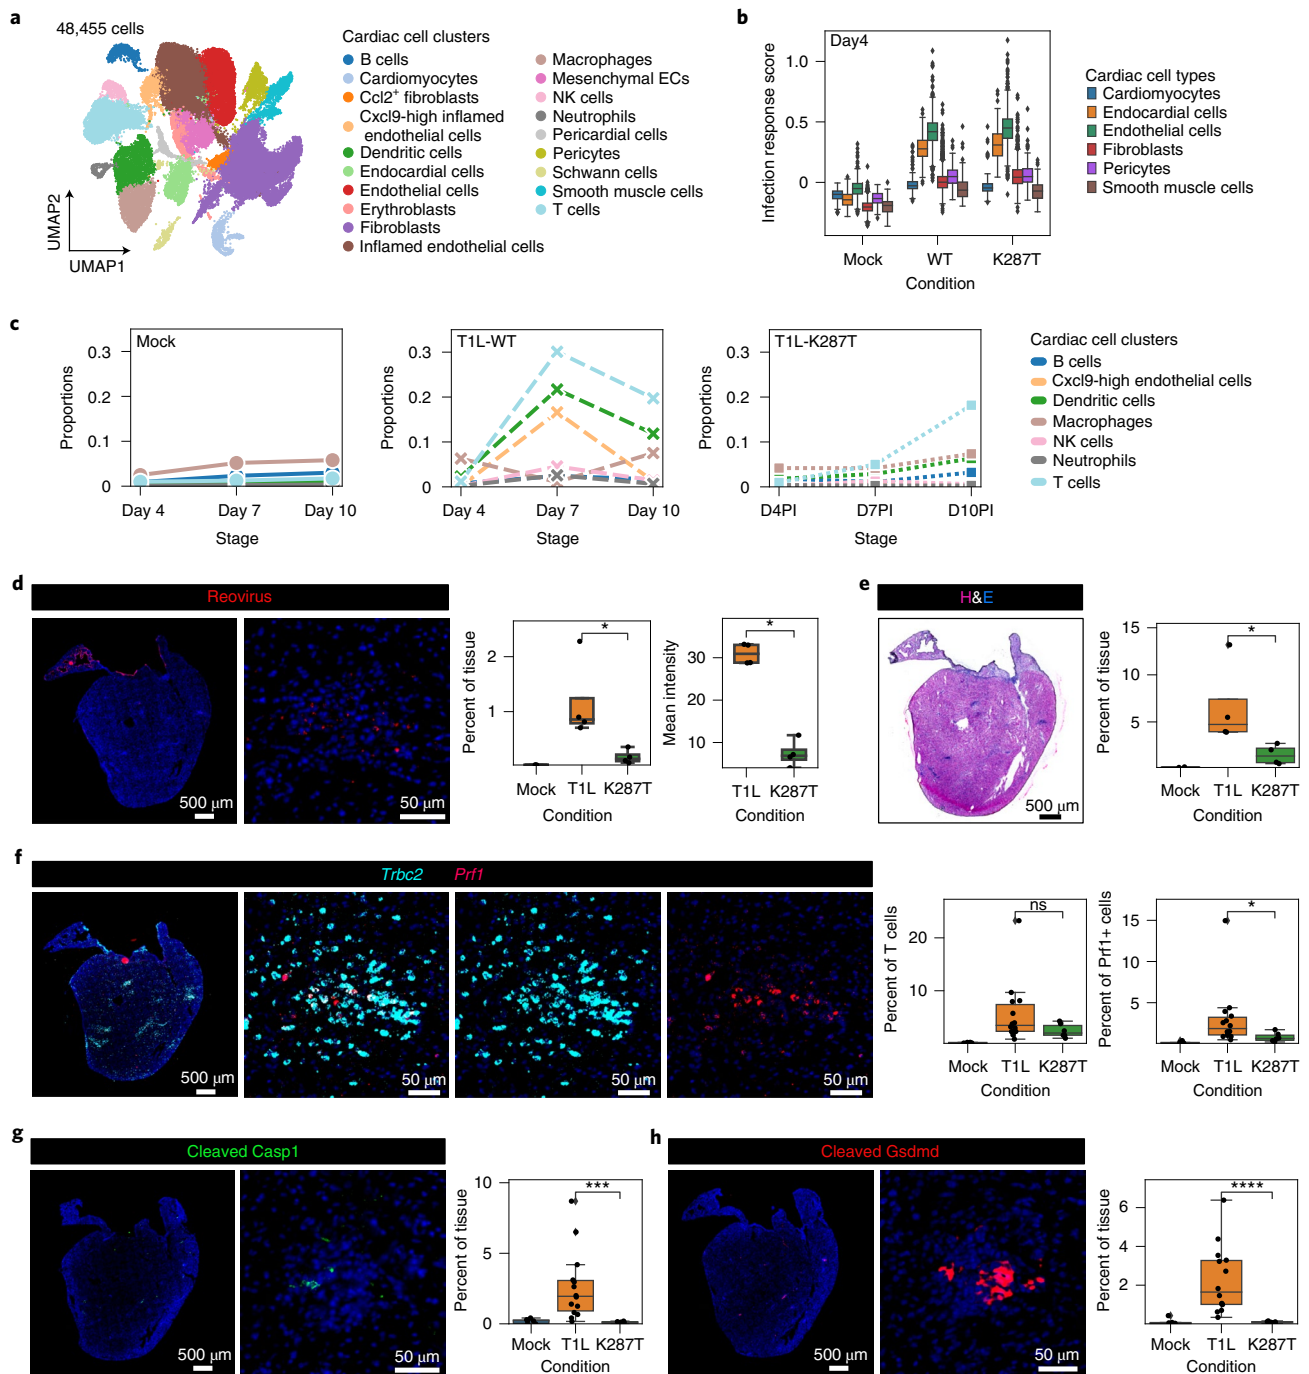 a
48,455 cells
UMAP2
UMAP1
Cardiac cell clusters
B cells
Cardiomyocytes
Ccl2+ fibroblasts
Cxcl9-high inflamed
endothelial cells
Dendritic cells
Endocardial cells
Endothelial cells
Erythroblasts
Fibroblasts
Inflamed endothelial cells
Macrophages
Mesenchymal ECs
NK cells
Neutrophils
Pericardial cells
Pericytes
Schwann cells
Smooth muscle cells
T cells
b
Day4
Infection response score
1.0
0.5
0
Mock WT K287T
Condition
Cardiac cell types
Cardiomyocytes
Endocardial cells
Endothelial cells
Fibroblasts
Pericytes
Smooth muscle cells
c
Mock
Proportions
0.3
0.2
0.1
0
Day 4 Day 7 Day 10
Stage
T1L-WT
Proportions
0.3
0.2
0.1
0
Day 4 Day 7 Day 10
Stage
T1L-K287T
Proportions
0.3
0.2
0.1
0
D4PI D7PI D10PI
Stage
Cardiac cell clusters
B cells
Cxcl9-high endothelial cells
Dendritic cells
Macrophages
NK cells
Neutrophils
T cells
d
Reovirus
500 μm
50 μm
Percent of tissue
2
1
*
Mock T1L K287T
Condition
Mean intensity
30
20
10
*
T1L K287T
Condition
e
H&E
500 μm
Percent of tissue
15
10
5
*
Mock T1L K287T
Condition
f
Trbc2 Prf1
500 μm
50 μm
50 μm
50 μm
Percent of T cells
20
10
ns
Mock T1L K287T
Condition
Percent of Prf1+ cells
15
10
5
*
Mock T1L K287T
Condition
g
Cleaved Casp1
500 μm
50 μm
Percent of tissue
10
5
0
***
Mock T1L K287T
Condition
h
Cleaved Gsdmd
500 μm
50 μm
Percent of tissue
6
4
2
****
Mock T1L K287T
Condition